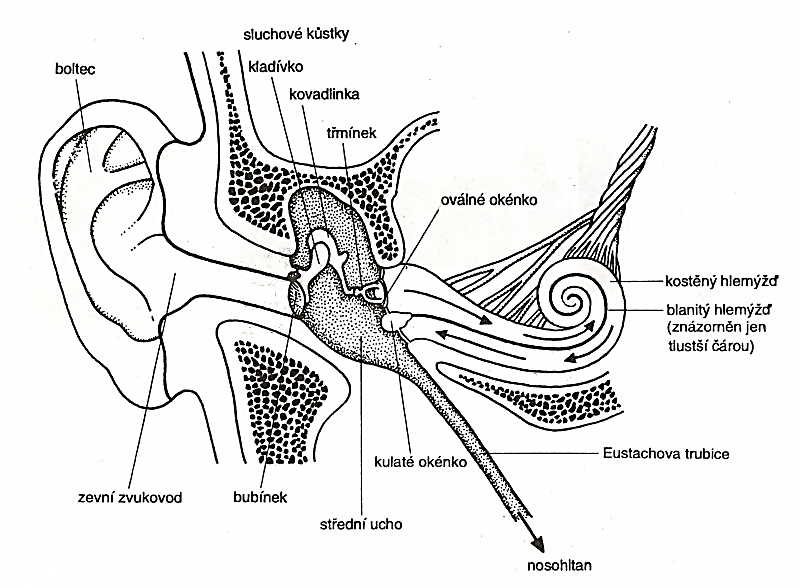 sluchové kůstky
boltec
kladívko
kovadlinka
třmínek
oválné okénko
kostěný hlemýžď
blanitý hlemýžď
(znázorněn jen
tlustší čárou)
kulaté okénko
Eustachova trubice
zevní zvukovod
bubínek
střední ucho
nosohltan